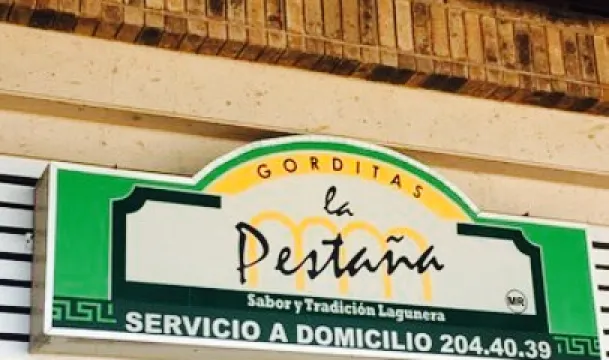 GORDITAS
la
Pestaña
Sabor y Tradición Lagunera
MR
SERVICIO A DOMICILIO 204.40.39